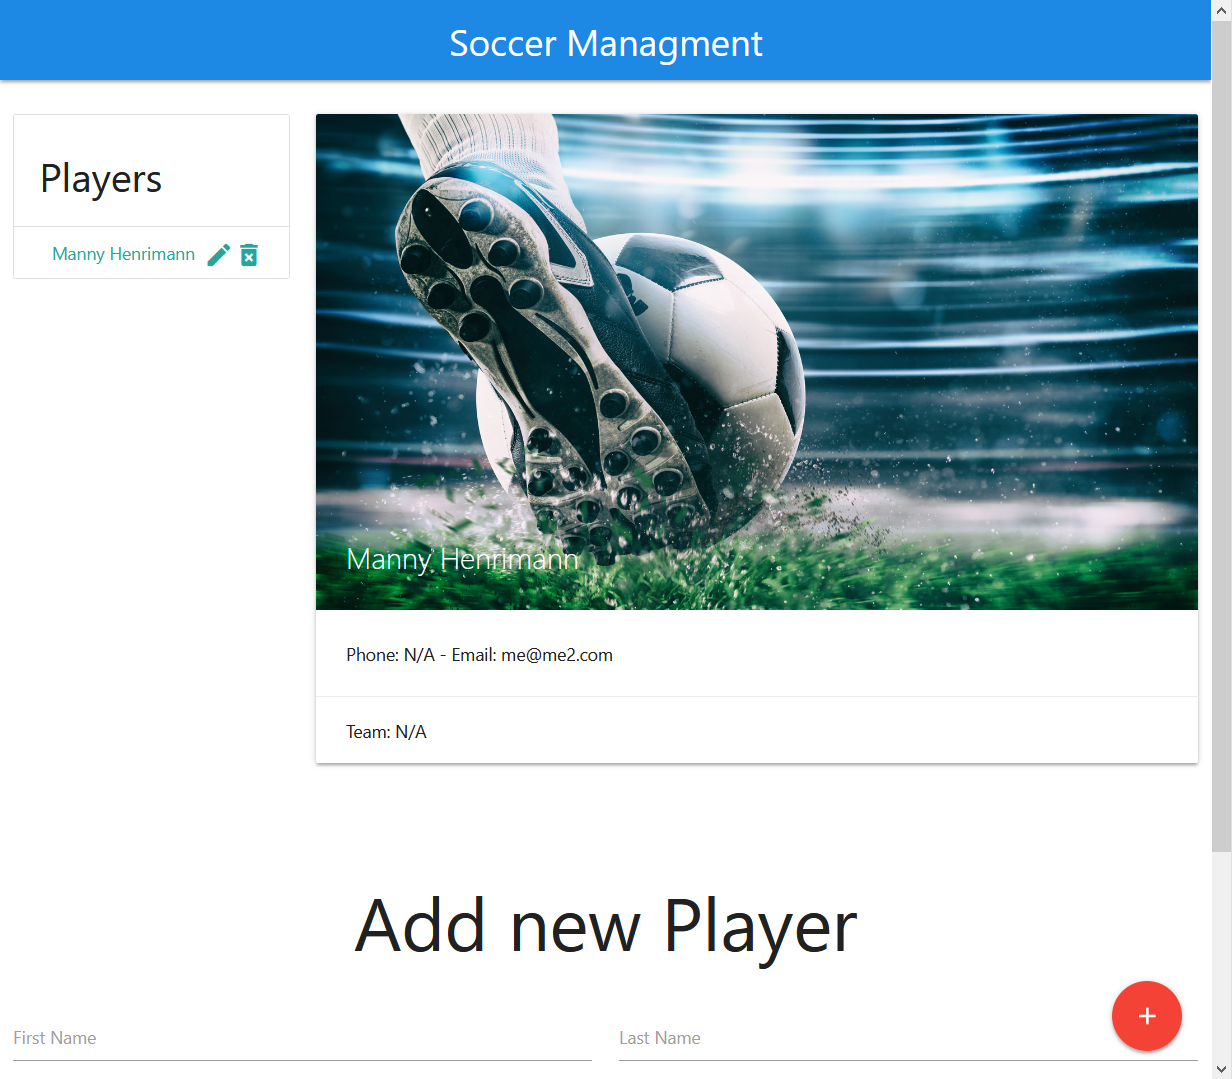 Soccer Managment
Players
Manny Henrimann
Manny Henrimann
Phone: N/A - Email: me@me2.com
Team: N/A
Add new Player
First Name
Last Name